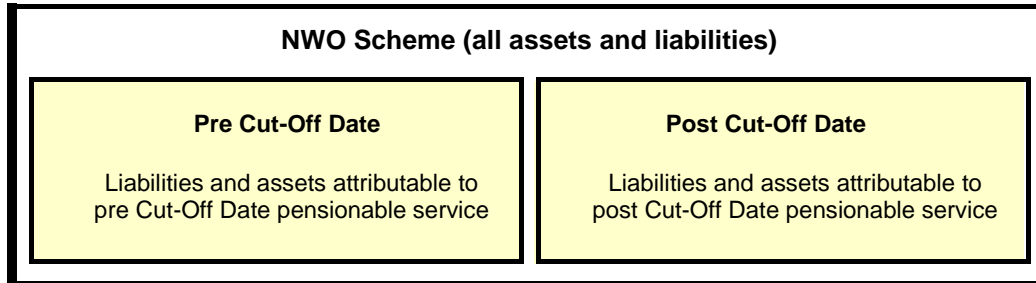 NWO Scheme (all assets and liabilities)
Pre Cut-Off Date
Liabilities and assets attributable to
pre Cut-Off Date pensionable service
Post Cut-Off Date
Liabilities and assets attributable to
post Cut-Off Date pensionable service